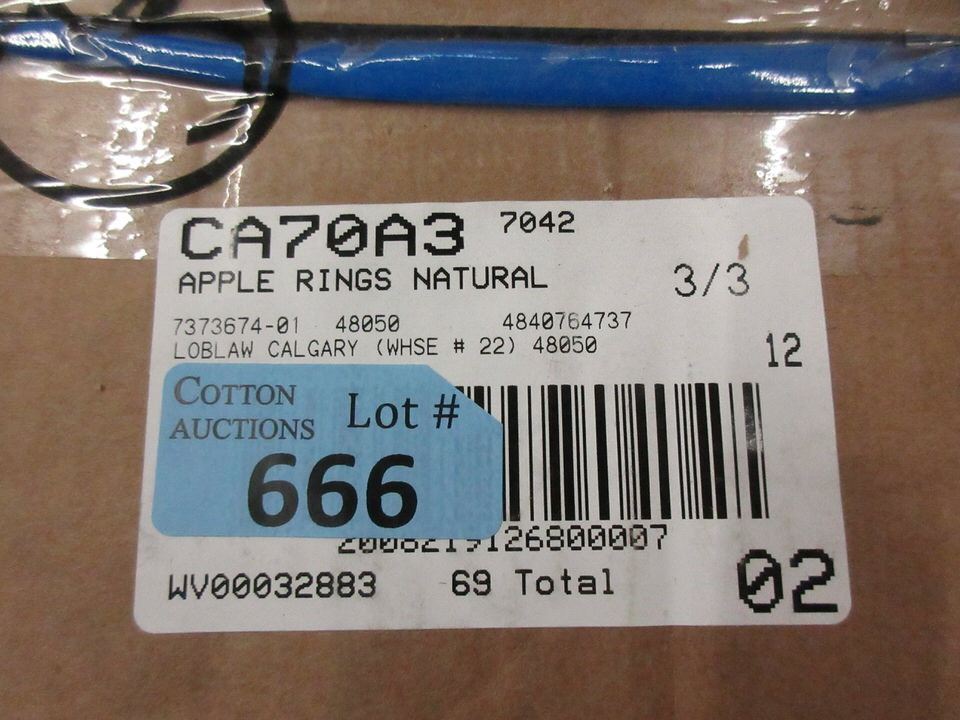 CA70A3 7042
APPLE RINGS NATURAL 3/3
7373674-01 48050 4840764737
LOBLAW CALGARY (WHSE # 22) 48050
12
COTTON AUCTIONS Lot #
666
2008219126800007
WV00032883 69 Total
02